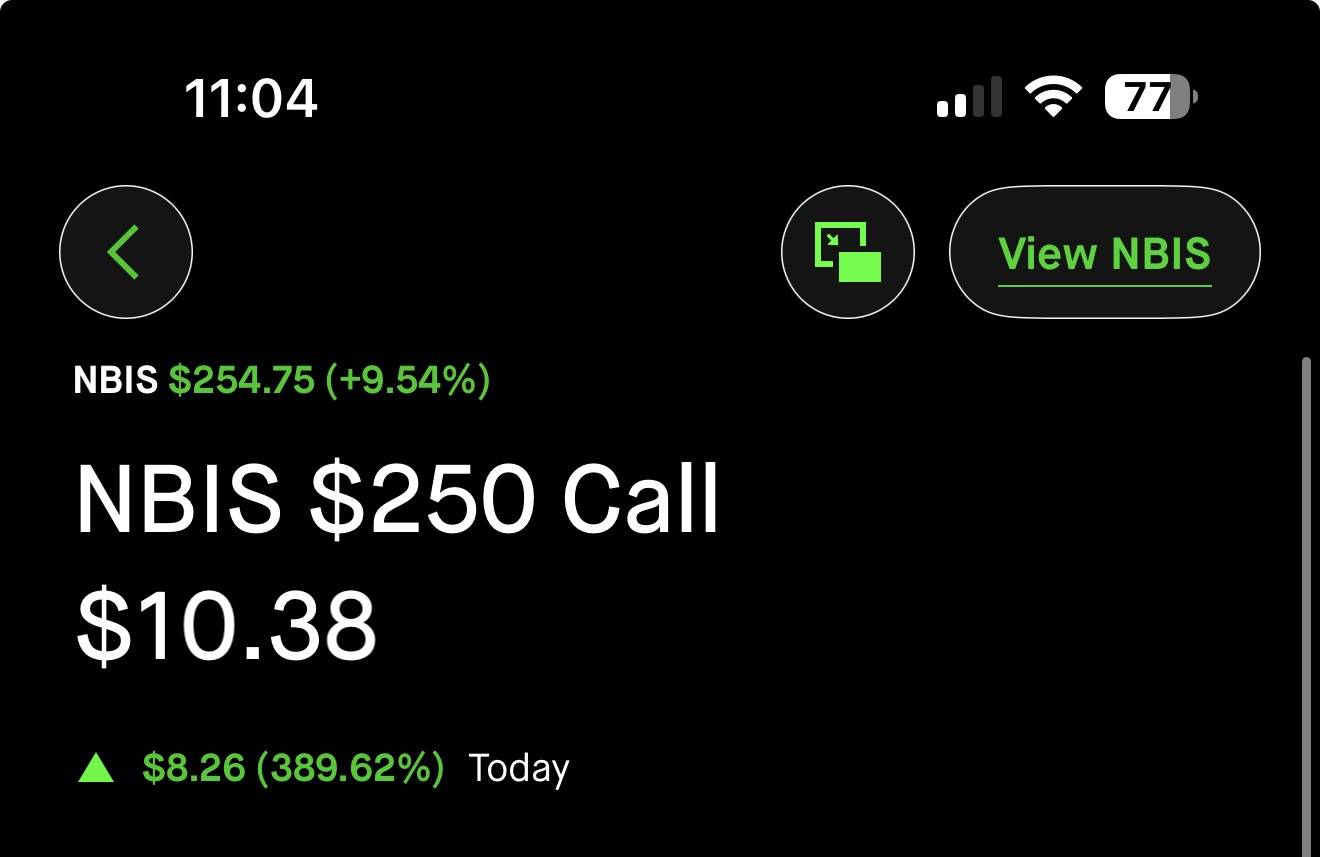 11:04
77
View NBIS
NBIS $254.75 (+9.54%)
NBIS $250 Call
$10.38
$8.26 (389.62%) Today